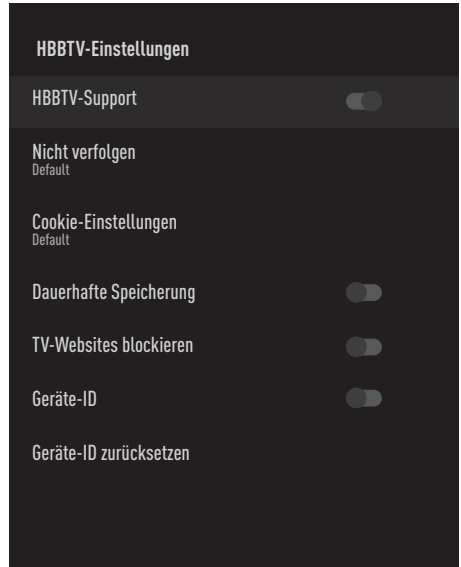 HBBTV-Einstellungen
HBBTV-Support
Nicht verfolgen
Default
Cookie-Einstellungen
Default
Dauerhafte Speicherung
TV-Websites blockieren
Geräte-ID
Geräte-ID zurücksetzen